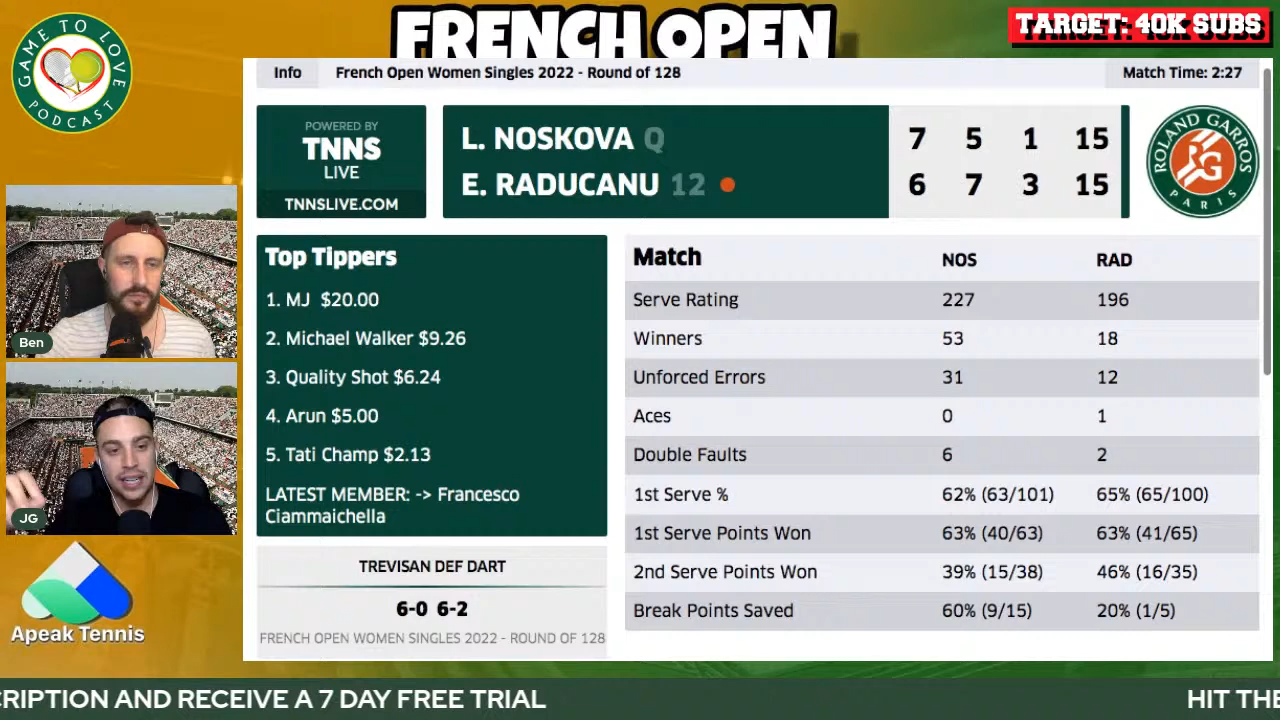 FRENCH OPEN
TARGET: 40K SUBS
GAME TO LOVE
PODCAST
Info French Open Women Singles 2022 - Round of 128 Match Time: 2:27
POWERED BY
TNNS
LIVE
TNNSLIVE.COM
L. NOSKOVA Q 7 5 1 15
E. RADUCANU 12 6 7 3 15
ROLAND GARROS
PARIS
Ben
JG
Apeak Tennis
Top Tippers
1. MJ $20.00
2. Michael Walker $9.26
3. Quality Shot $6.24
4. Arun $5.00
5. Tati Champ $2.13
LATEST MEMBER: -> Francesco
Ciammaichella
TREVISAN DEF DART
6-0 6-2
FRENCH OPEN WOMEN SINGLES 2022 - ROUND OF 128
Match NOS RAD
Serve Rating 227 196
Winners 53 18
Unforced Errors 31 12
Aces 0 1
Double Faults 6 2
1st Serve % 62% (63/101) 65% (65/100)
1st Serve Points Won 63% (40/63) 63% (41/65)
2nd Serve Points Won 39% (15/38) 46% (16/35)
Break Points Saved 60% (9/15) 20% (1/5)
CRIPTION AND RECEIVE A 7 DAY FREE TRIAL HIT THE